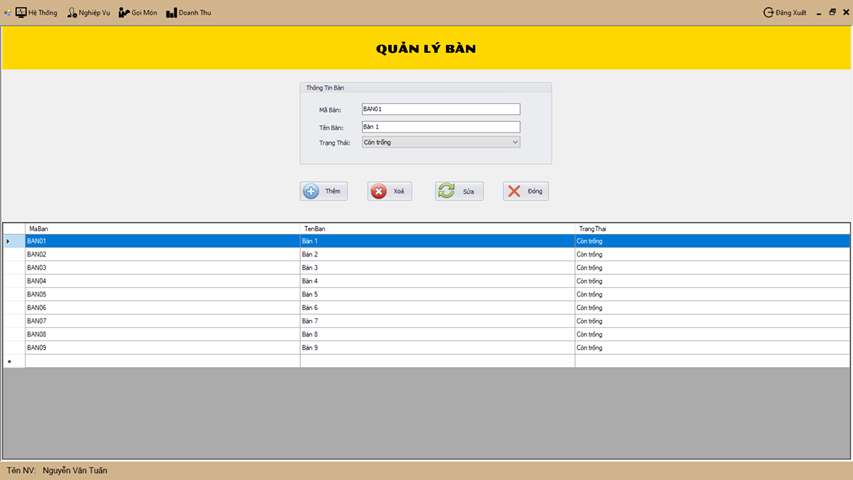 Hệ Thống Nghiệp Vụ Gọi Món Doanh Thu Đăng Xuất
QUẢN LÝ BÀN
Thông Tin Bàn
Mã Bàn: BAN01
Tên Bàn: Bàn 1
Trạng Thái: Còn trống
Thêm Xoá Sửa Đóng
MaBan TenBan TrangThai
BAN01 Bàn 1 Còn trống
BAN02 Bàn 2 Còn trống
BAN03 Bàn 3 Còn trống
BAN04 Bàn 4 Còn trống
BAN05 Bàn 5 Còn trống
BAN06 Bàn 6 Còn trống
BAN07 Bàn 7 Còn trống
BAN08 Bàn 8 Còn trống
BAN09 Bàn 9 Còn trống
Tên NV: Nguyễn Văn Tuấn